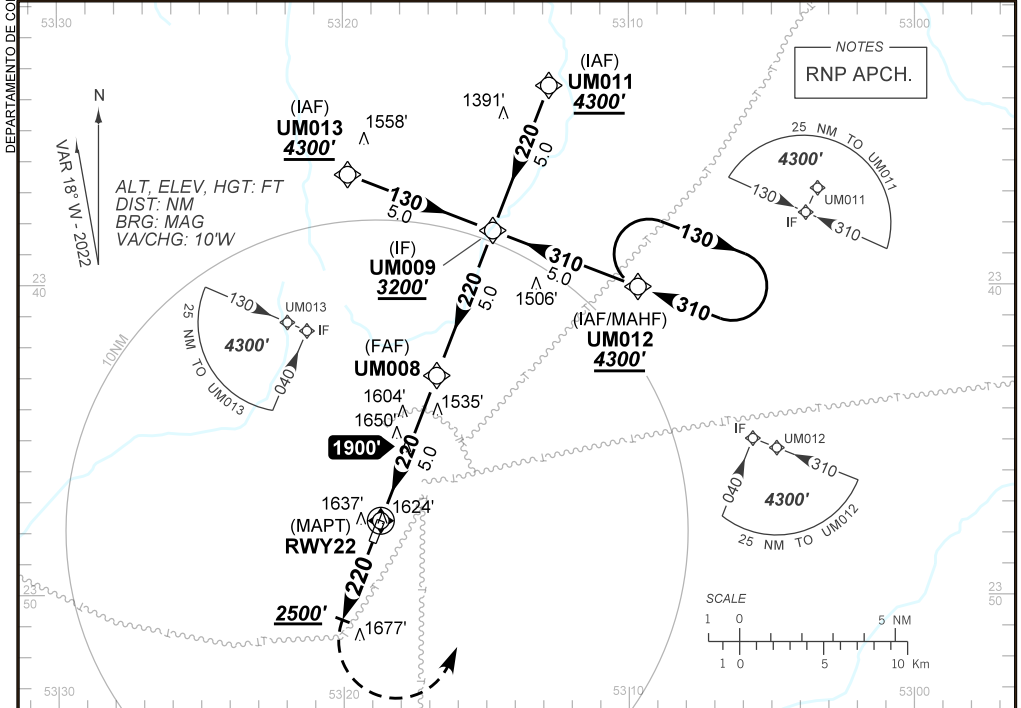 DEPARTAMENTO DE CO
53°30
53°20
53°10
53°00
NOTES
RNP APCH.
(IAF)
UM011
4300'
1391'
(IAF)
UM013
4300'
1558'
N
VAR 18° W - 2022
ALT, ELEV, HGT: FT
DIST: NM
BRG: MAG
VA/CHG: 10'W
220
5.0
130
5.0
25 NM TO UM011
4300'
UM011
130
IF
310
(IF)
UM009
3200'
310
5.0
1506'
130
310
(IAF/MAHF)
UM012
4300'
220
5.0
23
40
23
40
130
UM013
IF
4300'
040
25 NM TO UM013
10NM
(FAF)
UM008
1604'
1535'
1650'
1900'
220
5.0
IF
UM012
310
040
4300'
25 NM TO UM012
1637'
1624'
(MAPT)
RWY22
220
2500'
1677'
23
50
23
50
SCALE
1 0 5 NM
1 0 5 10 Km
53°30
53°20
53°10
53°00